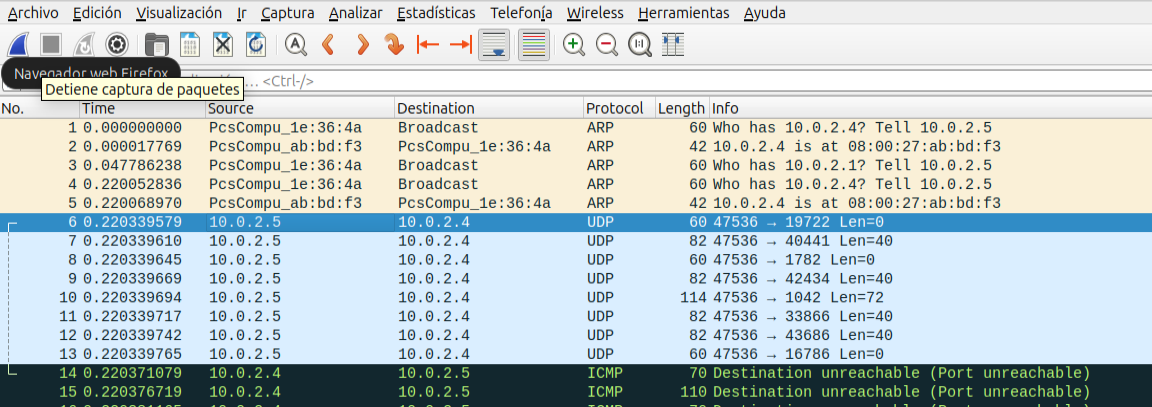 Archivo Edición Visualización Ir Captura Analizar Estadísticas Telefonía Wireless Herramientas Ayuda
Navegador web Firefox … <Ctrl-/>
Detiene captura de paquetes
No. Time Source Destination Protocol Length Info
1 0.000000000 PcsCompu_1e:36:4a Broadcast ARP 60 Who has 10.0.2.4? Tell 10.0.2.5
2 0.000017769 PcsCompu_ab:bd:f3 PcsCompu_1e:36:4a ARP 42 10.0.2.4 is at 08:00:27:ab:bd:f3
3 0.047786238 PcsCompu_1e:36:4a Broadcast ARP 60 Who has 10.0.2.1? Tell 10.0.2.5
4 0.220052836 PcsCompu_1e:36:4a Broadcast ARP 60 Who has 10.0.2.4? Tell 10.0.2.5
5 0.220068970 PcsCompu_ab:bd:f3 PcsCompu_1e:36:4a ARP 42 10.0.2.4 is at 08:00:27:ab:bd:f3
6 0.220339579 10.0.2.5 10.0.2.4 UDP 60 47536 → 19722 Len=0
7 0.220339610 10.0.2.5 10.0.2.4 UDP 82 47536 → 40441 Len=40
8 0.220339645 10.0.2.5 10.0.2.4 UDP 60 47536 → 1782 Len=0
9 0.220339669 10.0.2.5 10.0.2.4 UDP 82 47536 → 42434 Len=40
10 0.220339694 10.0.2.5 10.0.2.4 UDP 114 47536 → 1042 Len=72
11 0.220339717 10.0.2.5 10.0.2.4 UDP 82 47536 → 33866 Len=40
12 0.220339742 10.0.2.5 10.0.2.4 UDP 82 47536 → 43686 Len=40
13 0.220339765 10.0.2.5 10.0.2.4 UDP 60 47536 → 16786 Len=0
14 0.220371079 10.0.2.4 10.0.2.5 ICMP 70 Destination unreachable (Port unreachable)
15 0.220376719 10.0.2.4 10.0.2.5 ICMP 110 Destination unreachable (Port unreachable)